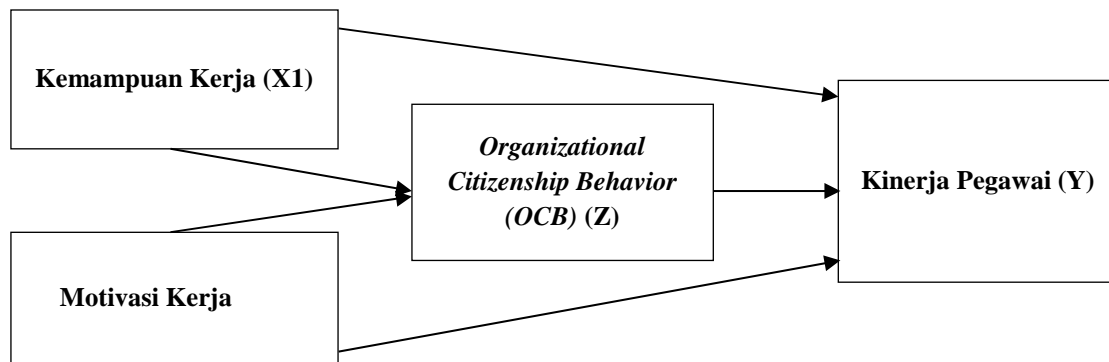 Kemampuan Kerja (X1)
Organizational
Citizenship Behavior
(OCB) (Z)
Kinerja Pegawai (Y)
Motivasi Kerja